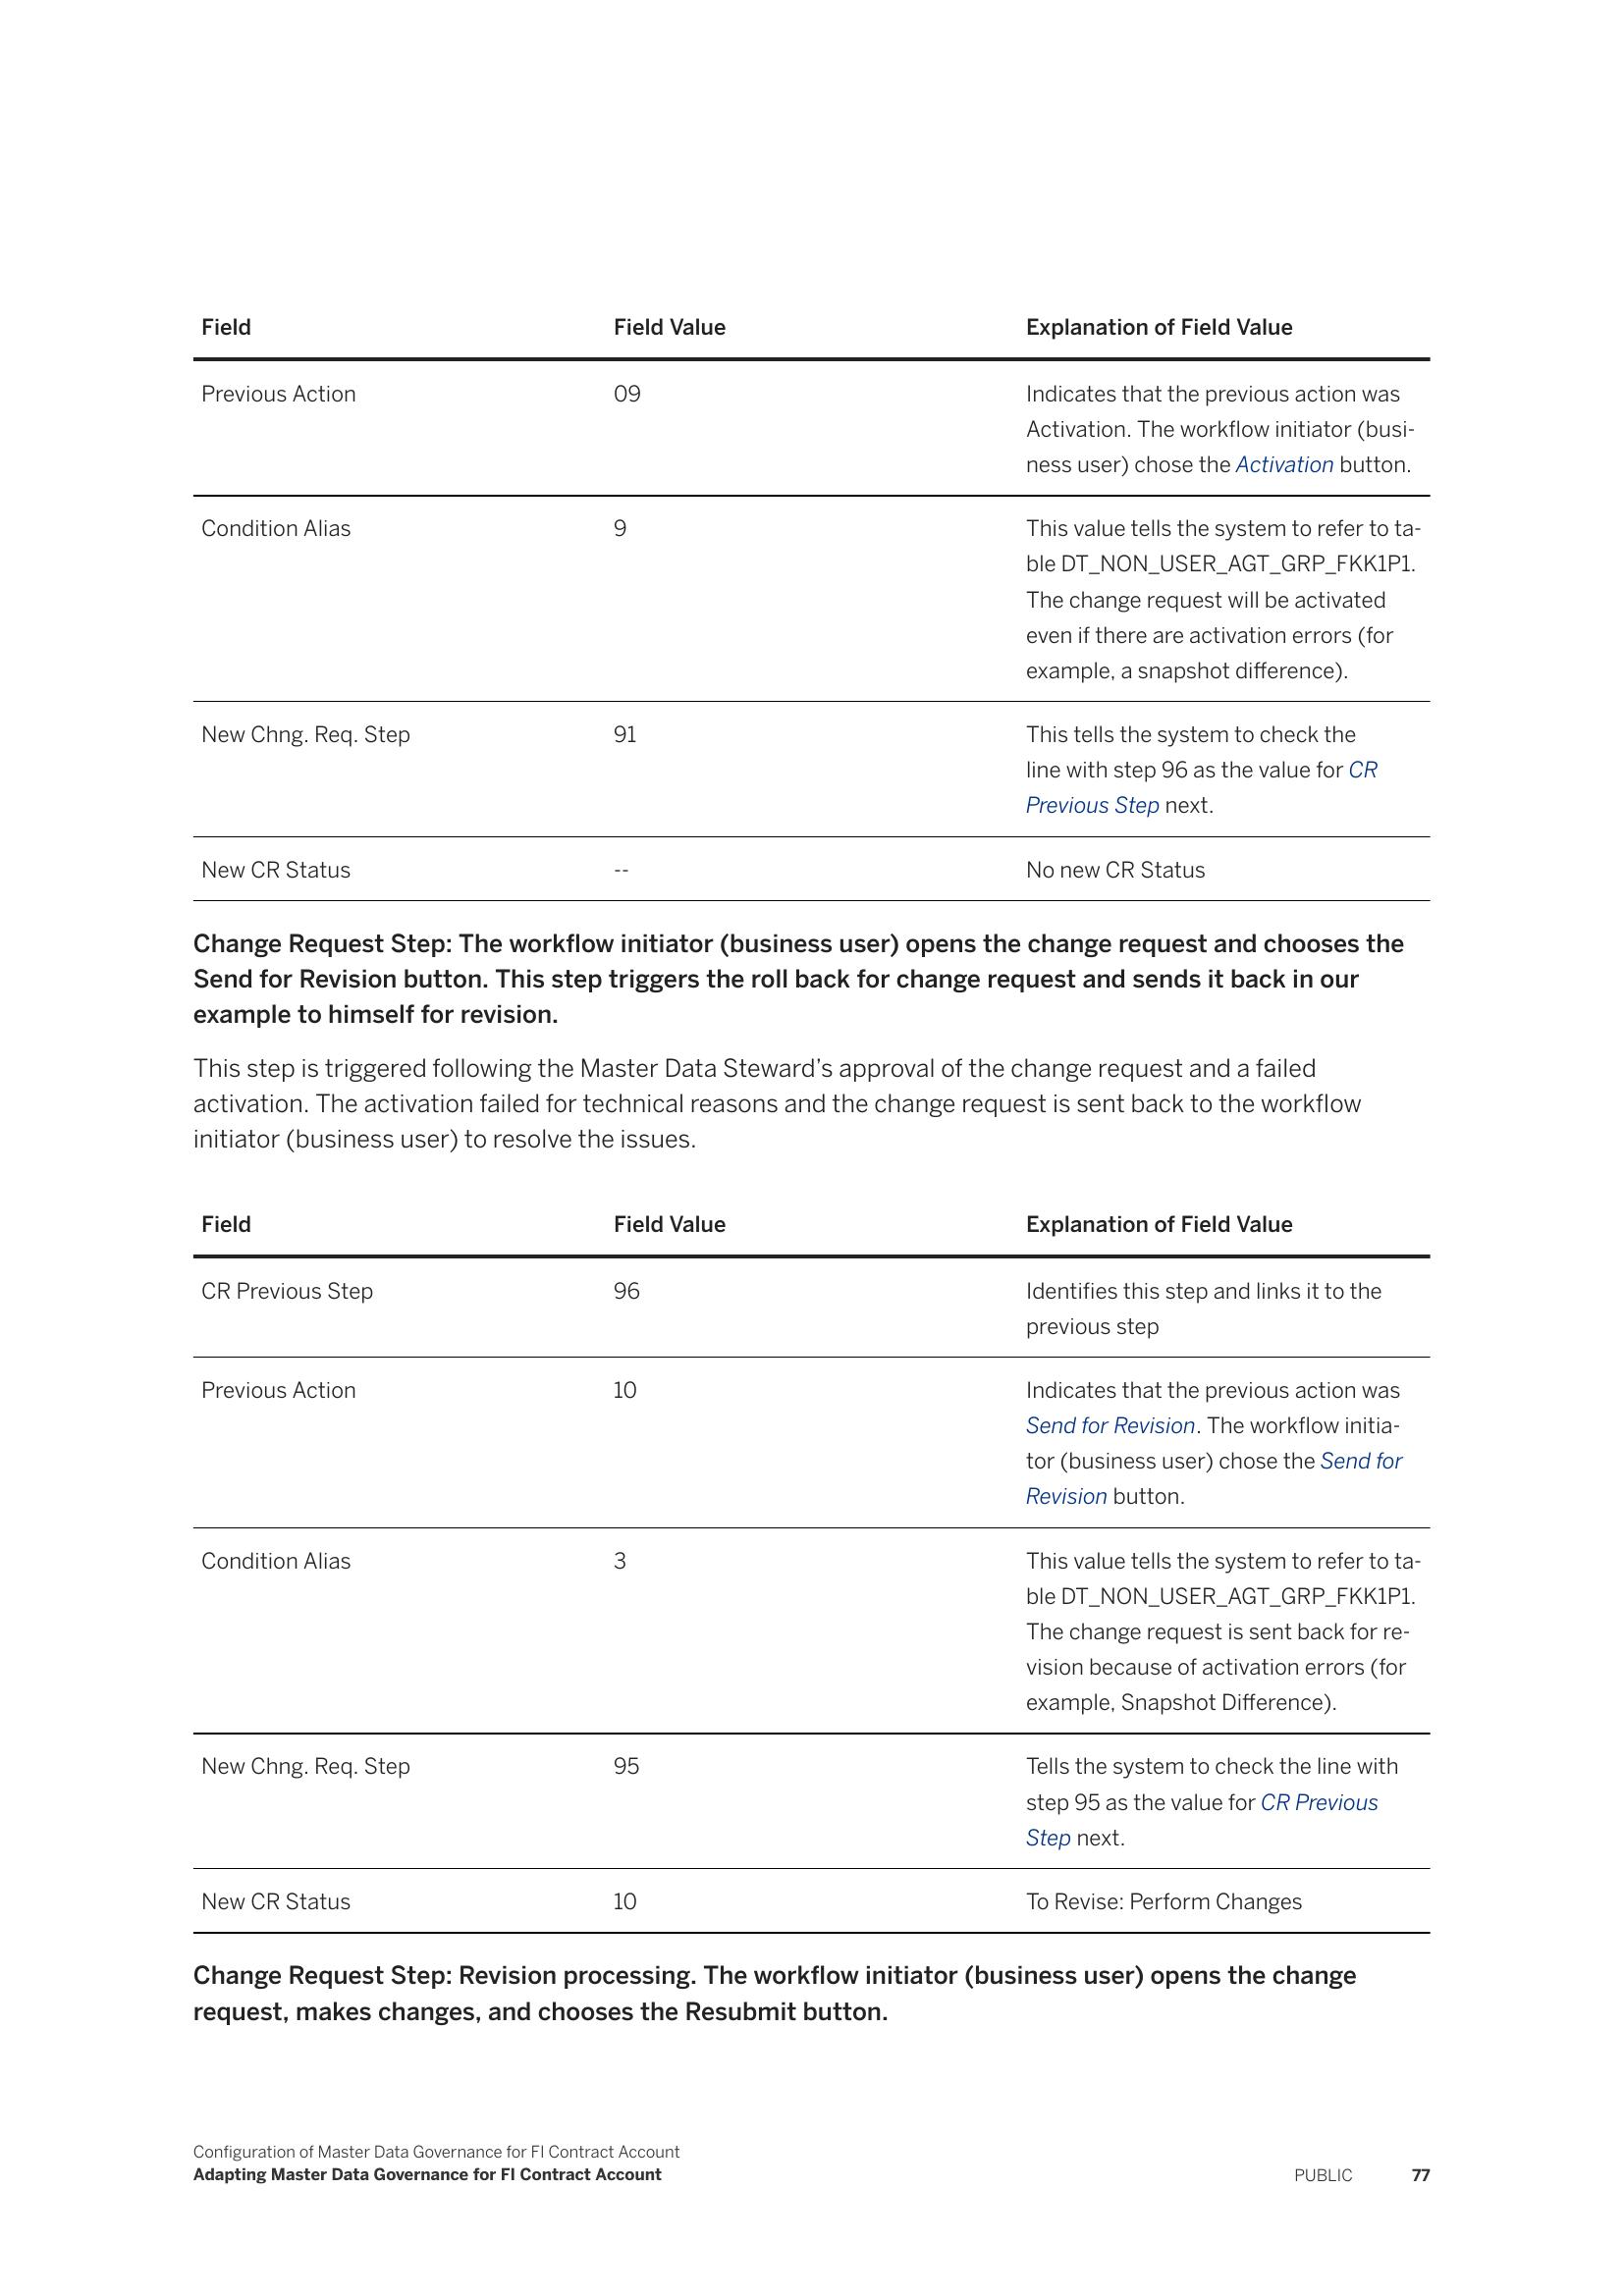 Field Field Value Explanation of Field Value
Previous Action 09 Indicates that the previous action was
Activation. The workflow initiator (busi-
ness user) chose the Activation button.
Condition Alias 9 This value tells the system to refer to ta-
ble DT_NON_USER_AGT_GRP_FKK1P1.
The change request will be activated
even if there are activation errors (for
example, a snapshot difference).
New Chng. Req. Step 91 This tells the system to check the
line with step 96 as the value for CR
Previous Step next.
New CR Status -- No new CR Status
Change Request Step: The workflow initiator (business user) opens the change request and chooses the
Send for Revision button. This step triggers the roll back for change request and sends it back in our
example to himself for revision.
This step is triggered following the Master Data Steward’s approval of the change request and a failed
activation. The activation failed for technical reasons and the change request is sent back to the workflow
initiator (business user) to resolve the issues.
Field Field Value Explanation of Field Value
CR Previous Step 96 Identifies this step and links it to the
previous step
Previous Action 10 Indicates that the previous action was
Send for Revision. The workflow initia-
tor (business user) chose the Send for
Revision button.
Condition Alias 3 This value tells the system to refer to ta-
ble DT_NON_USER_AGT_GRP_FKK1P1.
The change request is sent back for re-
vision because of activation errors (for
example, Snapshot Difference).
New Chng. Req. Step 95 Tells the system to check the line with
step 95 as the value for CR Previous
Step next.
New CR Status 10 To Revise: Perform Changes
Change Request Step: Revision processing. The workflow initiator (business user) opens the change
request, makes changes, and chooses the Resubmit button.
Configuration of Master Data Governance for FI Contract Account
Adapting Master Data Governance for FI Contract Account PUBLIC 77